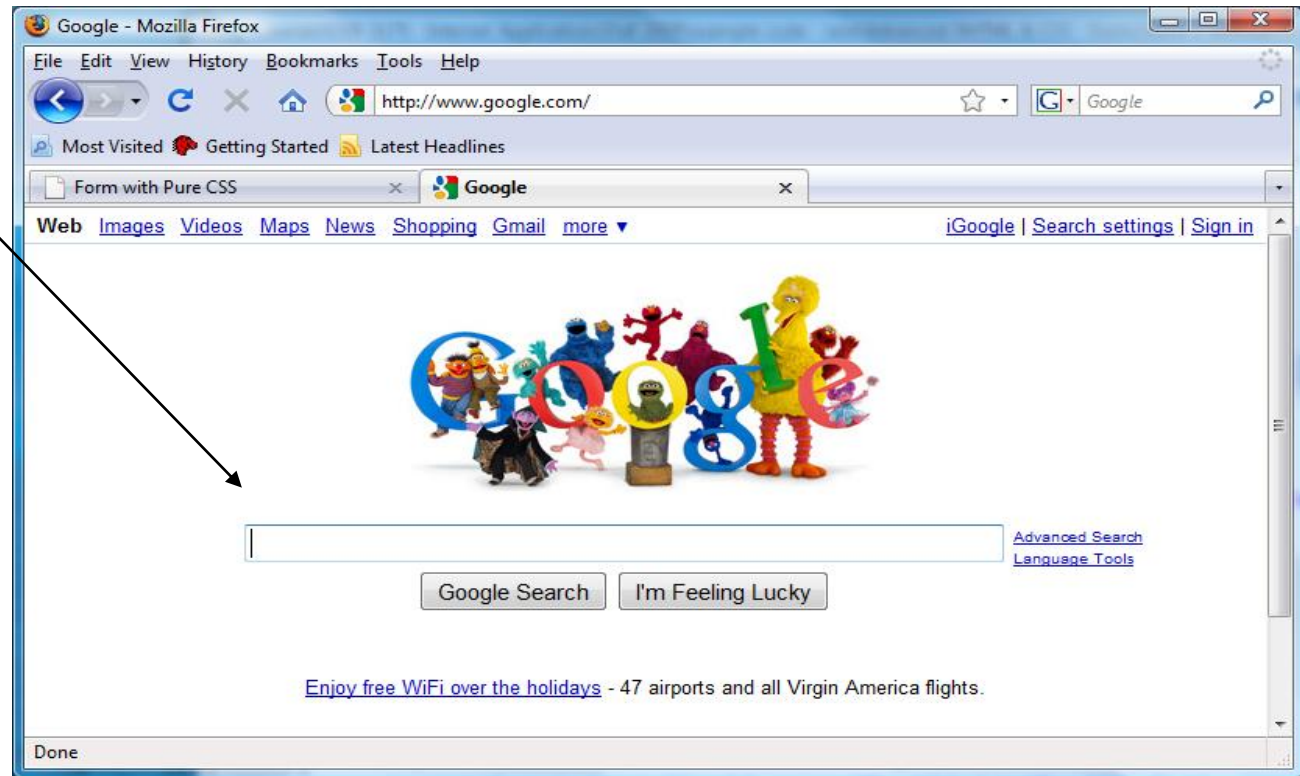 Google - Mozilla Firefox
File Edit View History Bookmarks Tools Help
http://www.google.com/ G Google
Most Visited Getting Started Latest Headlines
Form with Pure CSS Google
Web Images Videos Maps News Shopping Gmail more ▼ iGoogle | Search settings | Sign in
Google
Advanced Search
Language Tools
Google Search I'm Feeling Lucky
Enjoy free WiFi over the holidays - 47 airports and all Virgin America flights.
Done